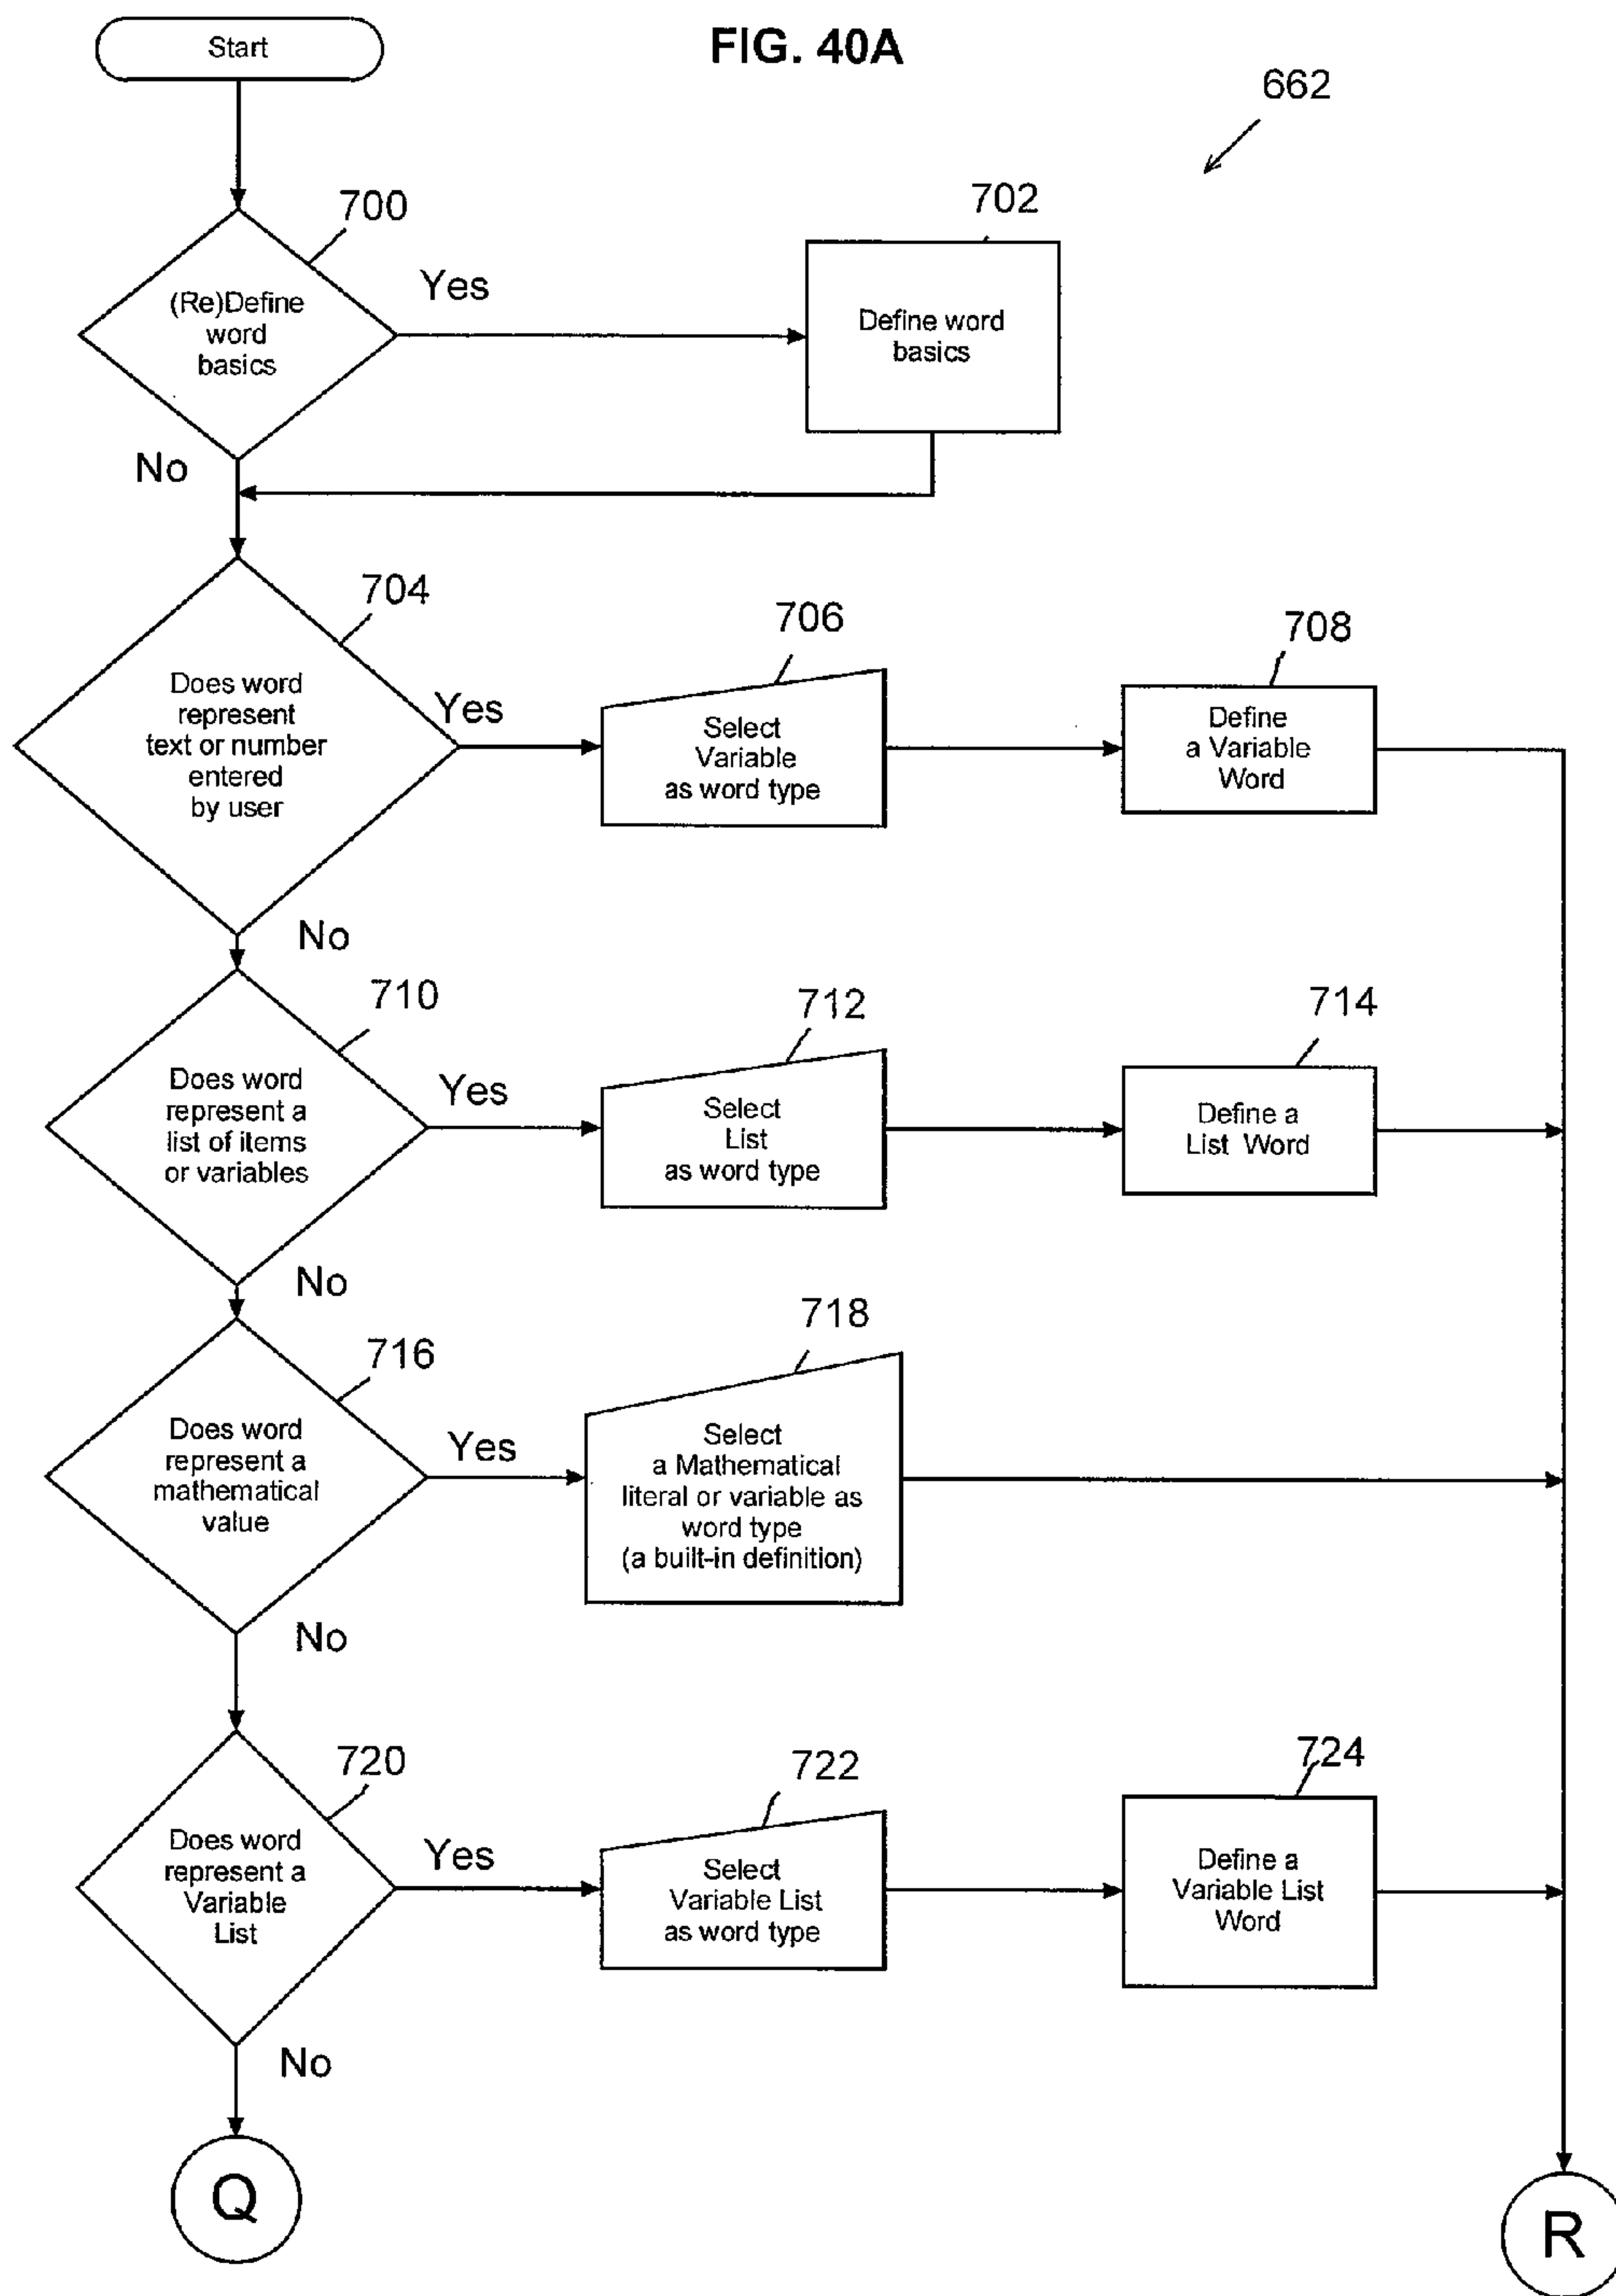 Start
FIG. 40A
662
700
702
(Re)Define
word
basics
Yes
Define word
basics
No
704
706
708
Does word
represent
text or number
entered
by user
Yes
Select
Variable
as word type
Define
a Variable
Word
No
710
712
714
Does word
represent a
list of items
or variables
Yes
Select
List
as word type
Define a
List Word
No
716
718
Does word
represent a
mathematical
value
Yes
Select
a Mathematical
literal or variable as
word type
(a built-in definition)
No
720
722
724
Does word
represent a
Variable
List
Yes
Select
Variable List
as word type
Define a
Variable List
Word
No
Q
R